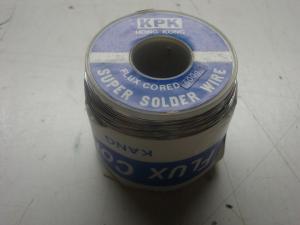 KPK
HONG KONG
FLUX CORED
SUPER SOLDER WIRE
KANG
FLUX Co